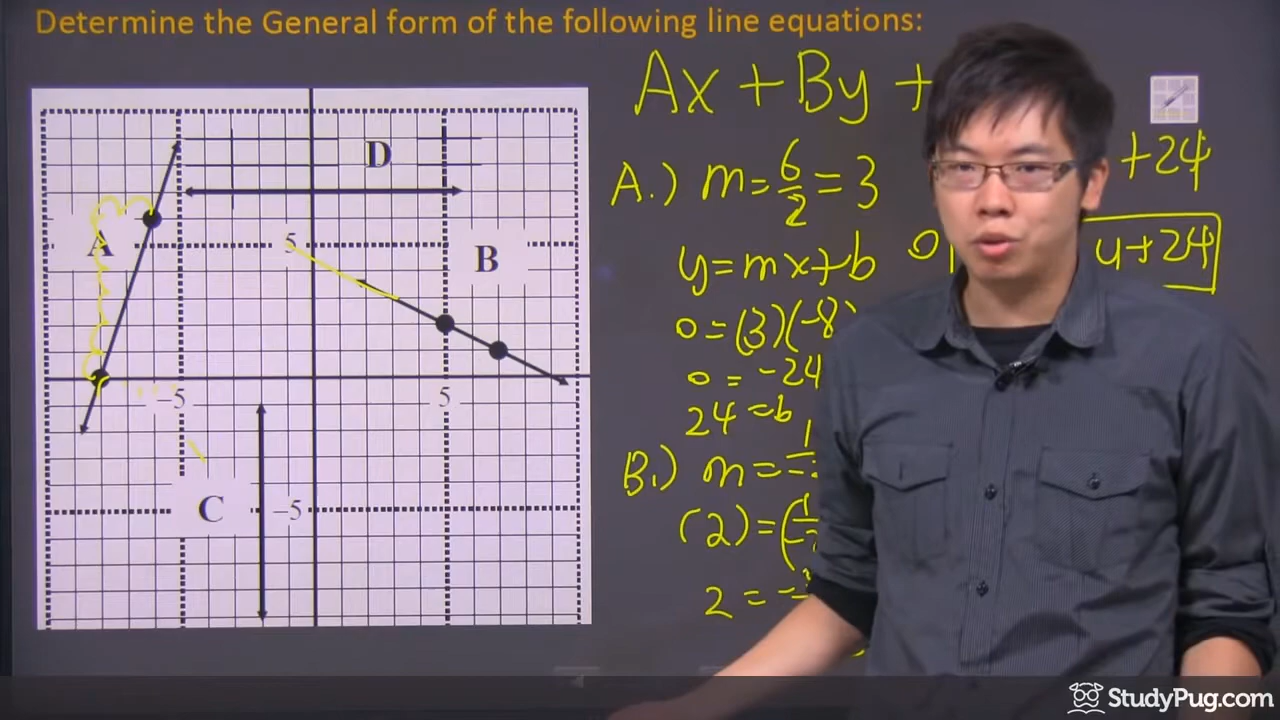 Determine the General form of the following line equations:
Ax + By +
A.) m = 6/2 = 3
+24
y = mx + b
y + 24
0 = (3)(-8)
0 = -24
24 = b
B.) m =
(2) =
2 =
A
D
5
B
-5
5
C
-5
StudyPug.com